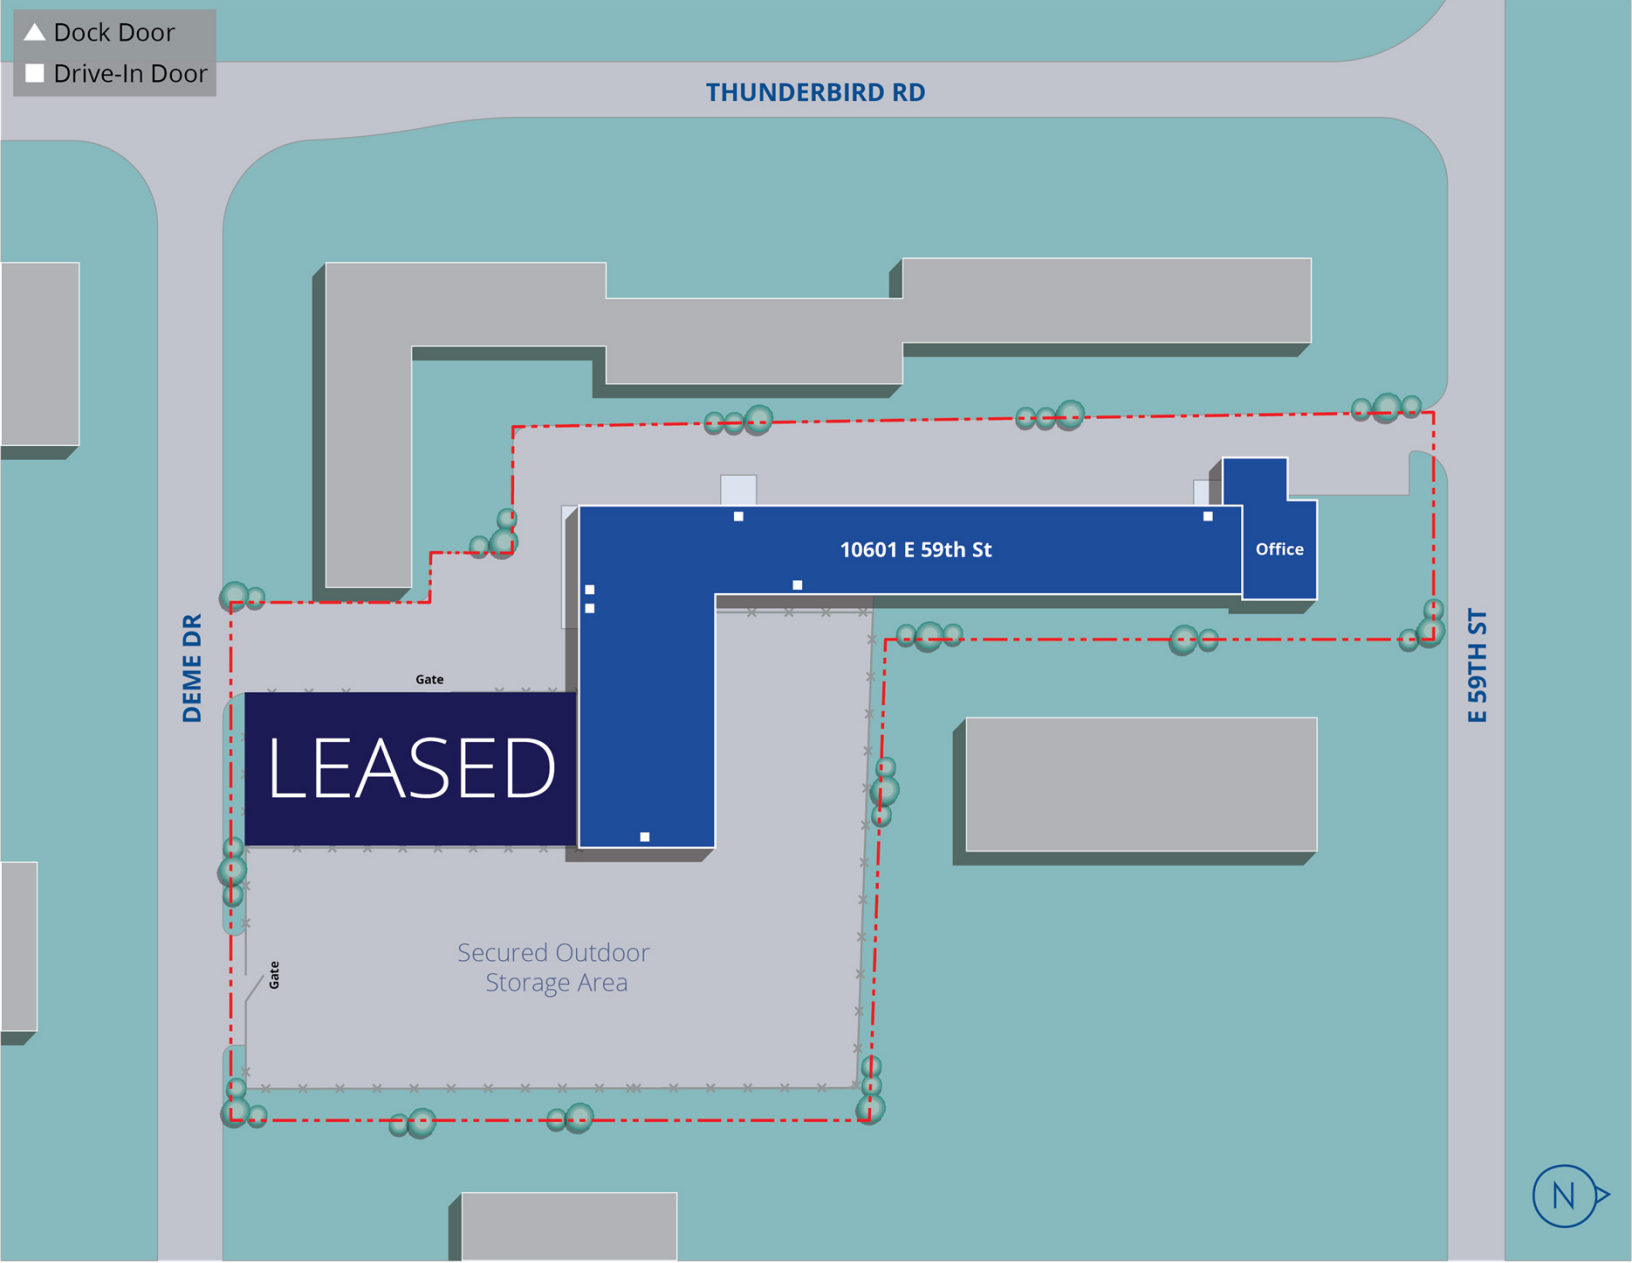 Dock Door
Drive-In Door
THUNDERBIRD RD
10601 E 59th St
Office
DEME DR
E 59TH ST
Gate
LEASED
Secured Outdoor
Storage Area
Gate
N